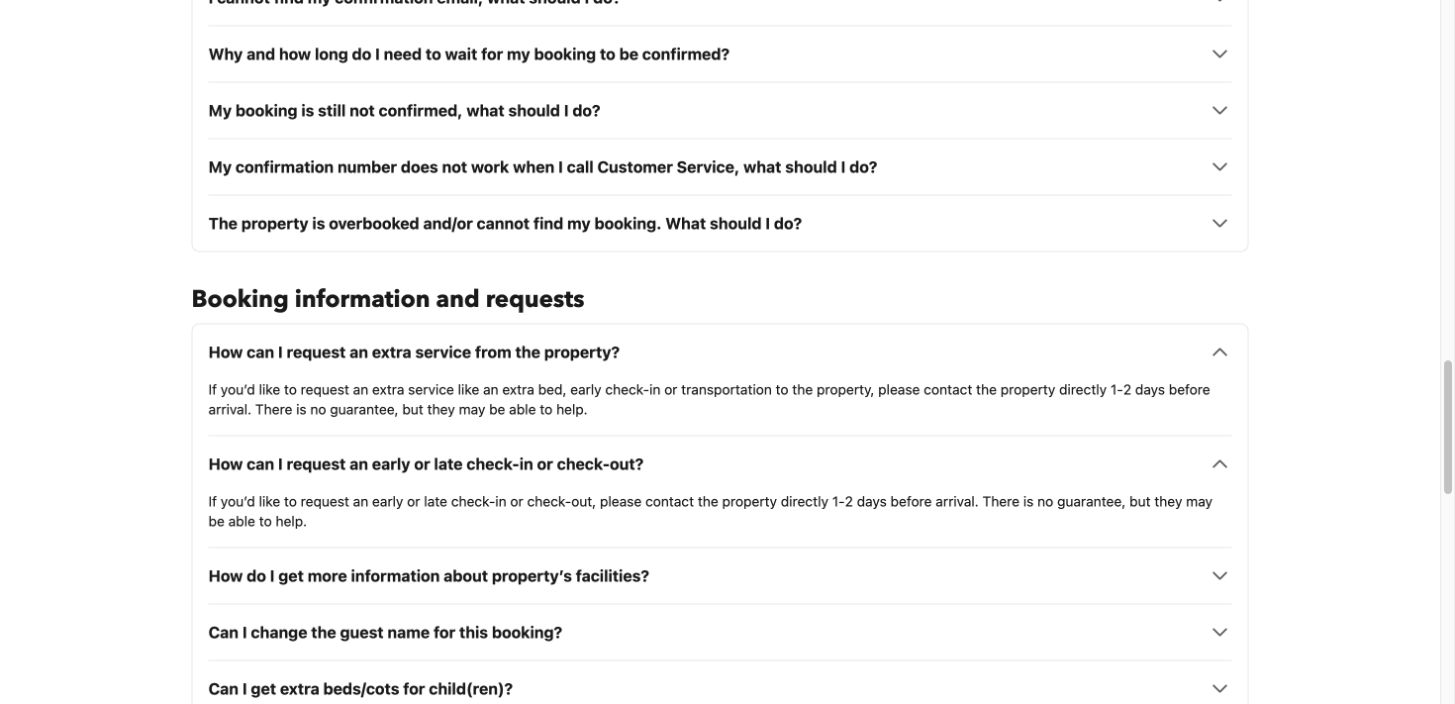 I cannot find my confirmation email, what should I do?
Why and how long do I need to wait for my booking to be confirmed?
My booking is still not confirmed, what should I do?
My confirmation number does not work when I call Customer Service, what should I do?
The property is overbooked and/or cannot find my booking. What should I do?
Booking information and requests
How can I request an extra service from the property?
If you’d like to request an extra service like an extra bed, early check-in or transportation to the property, please contact the property directly 1-2 days before
arrival. There is no guarantee, but they may be able to help.
How can I request an early or late check-in or check-out?
If you’d like to request an early or late check-in or check-out, please contact the property directly 1-2 days before arrival. There is no guarantee, but they may
be able to help.
How do I get more information about property’s facilities?
Can I change the guest name for this booking?
Can I get extra beds/cots for child(ren)?